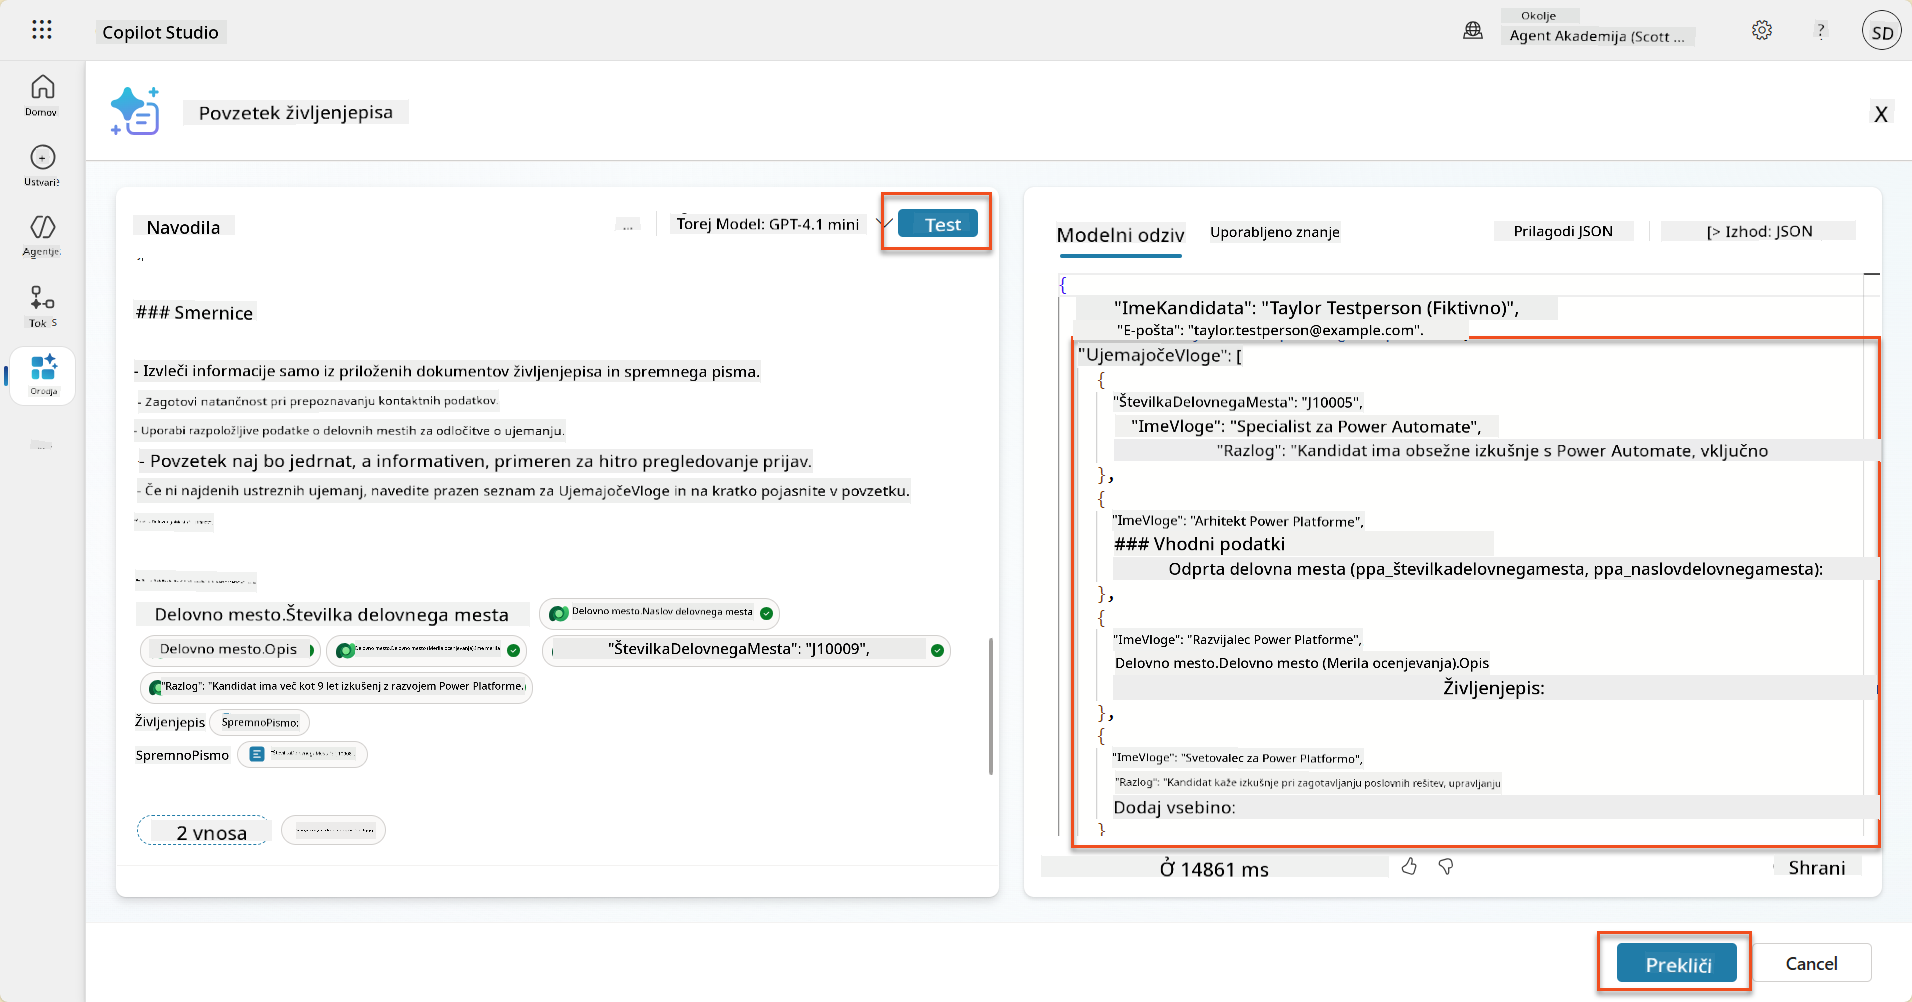 Copilot Studio
Okolje
Agent Akademija (Scott ...
?
SD
Domov
Ustvariš
Agentje.
Tok s
Orodja
...
Povzetek življenjepisa
X
Navodila
...
Torej Model: GPT-4.1 mini
Test
### Smernice
- Izvleči informacije samo iz priloženih dokumentov življenjepisa in spremnega pisma.
- Zagotovi natančnost pri prepoznavanju kontaktnih podatkov.
- Uporabi razpoložljive podatke o delovnih mestih za odločitve o ujemanju.
- Povzetek naj bo jedrnat, a informativen, primeren za hitro pregledovanje prijav.
- Če ni najdenih ustreznih ujemanj, navedite prazen seznam za UjemajočeVloge in na kratko pojasnite v povzetku.
Delovno mesto.Številka delovnega mesta
Delovno mesto.Naslov delovnega mesta
Delovno mesto.Opis
Delovno mesto.Delovno mesto (Merila ocenjevanja).Ime merila
"ŠtevilkaDelovnegaMesta": "J10009",
"Razlog": "Kandidat ima več kot 9 let izkušenj z razvojem Power Platforme.
Življenjepis
SpremnoPismo:
SpremnoPismo
2 vnosa
Modelni odziv
Uporabljeno znanje
Prilagodi JSON
[> Izhod: JSON
{
"ImeKandidata": "Taylor Testperson (Fiktivno)",
"E-pošta": "taylor.testperson@example.com".
"UjemajočeVloge": [
{
"ŠtevilkaDelovnegaMesta": "J10005",
"ImeVloge": "Specialist za Power Automate",
"Razlog": "Kandidat ima obsežne izkušnje s Power Automate, vključno
},
{
"ImeVloge": "Arhitekt Power Platforme",
### Vhodni podatki
Odprta delovna mesta (ppa_številkadelovnegamesta, ppa_naslovdelovnegamesta):
},
{
"ImeVloge": "Razvijalec Power Platforme",
Delovno mesto.Delovno mesto (Merila ocenjevanja).Opis
Življenjepis:
},
{
"ImeVloge": "Svetovalec za Power Platformo",
"Razlog": "Kandidat kaže izkušnje pri zagotavljanju poslovnih rešitev, upravljanju
Dodaj vsebino:
}
Ở 14861 ms
Shrani
Prekliči
Cancel